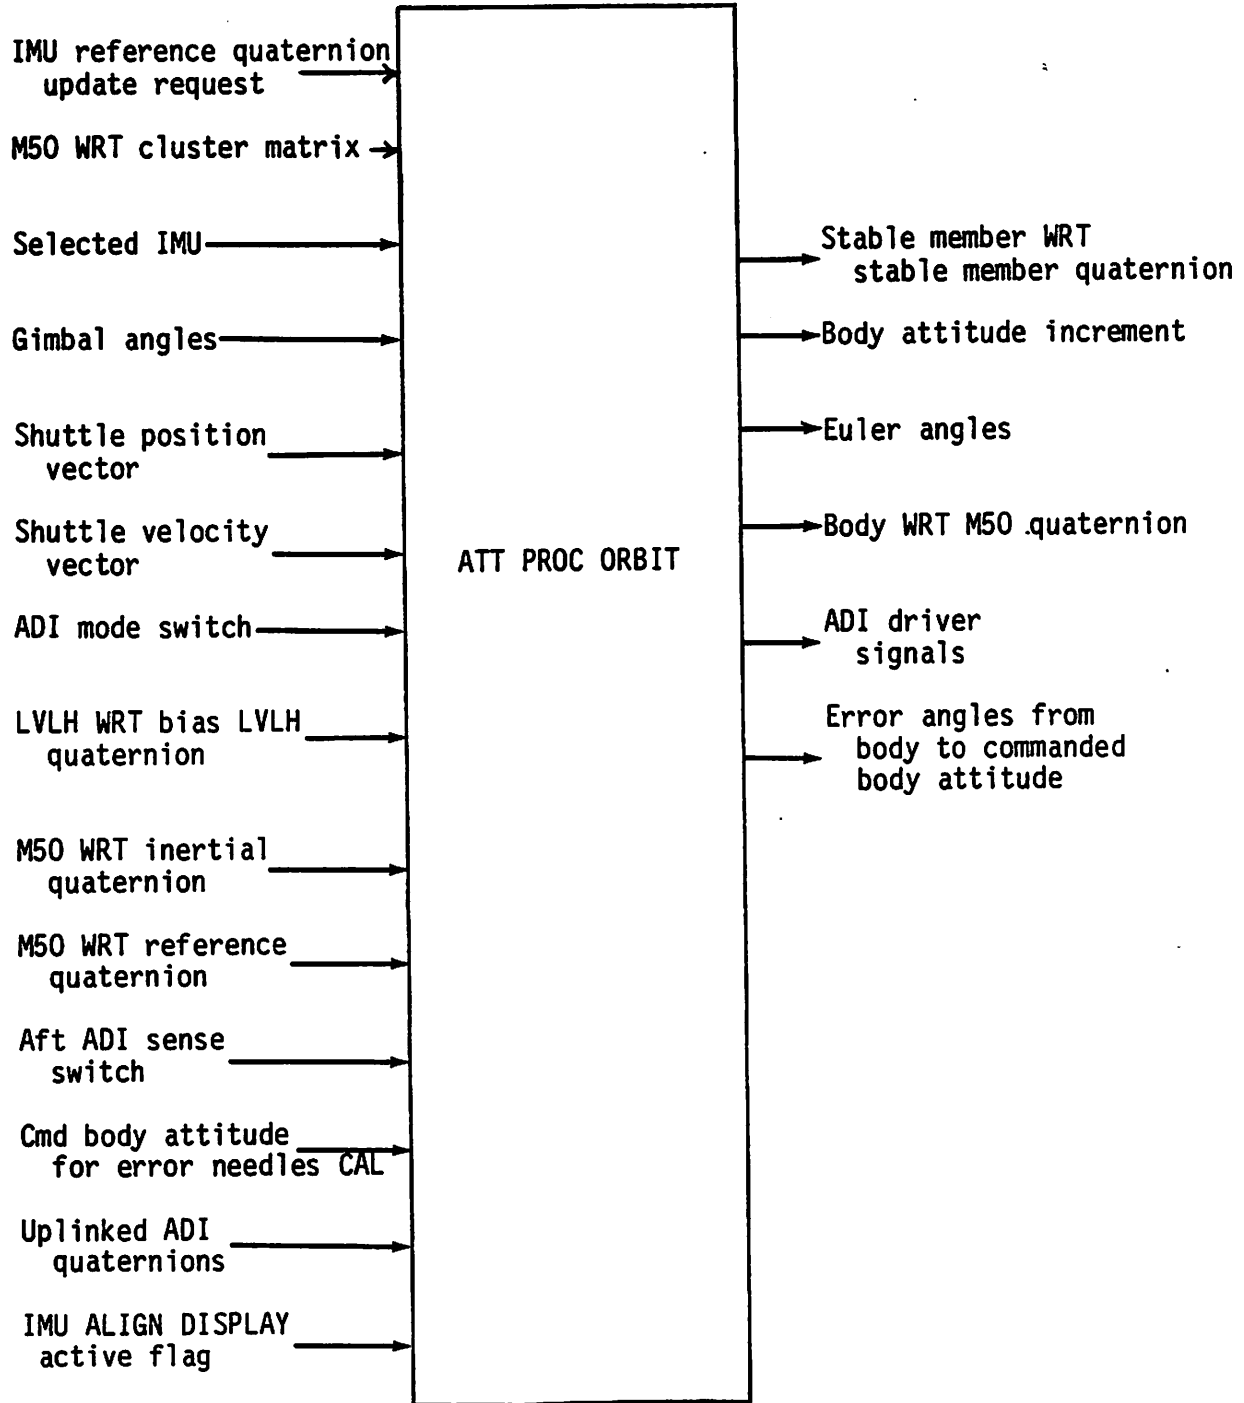 IMU reference quaternion
update request
M50 WRT cluster matrix
Selected IMU
Gimbal angles
Shuttle position
vector
Shuttle velocity
vector
ADI mode switch
LVLH WRT bias LVLH
quaternion
M50 WRT inertial
quaternion
M50 WRT reference
quaternion
Aft ADI sense
switch
Cmd body attitude
for error needles CAL
Uplinked ADI
quaternions
IMU ALIGN DISPLAY
active flag
ATT PROC ORBIT
Stable member WRT
stable member quaternion
Body attitude increment
Euler angles
Body WRT M50 quaternion
ADI driver
signals
Error angles from
body to commanded
body attitude